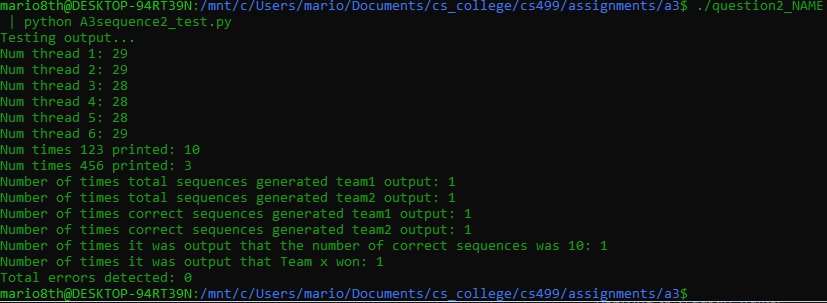 mario8th@DESKTOP-94RT39N:/mnt/c/Users/mario/Documents/cs_college/cs499/assignments/a3$ ./question2_NAME
 | python A3sequence2_test.py
Testing output...
Num thread 1: 29
Num thread 2: 29
Num thread 3: 28
Num thread 4: 28
Num thread 5: 28
Num thread 6: 29
Num times 123 printed: 10
Num times 456 printed: 3
Number of times total sequences generated team1 output: 1
Number of times total sequences generated team2 output: 1
Number of times correct sequences generated team1 output: 1
Number of times correct sequences generated team2 output: 1
Number of times it was output that the number of correct sequences was 10: 1
Number of times it was output that Team x won: 1
Total errors detected: 0
mario8th@DESKTOP-94RT39N:/mnt/c/Users/mario/Documents/cs_college/cs499/assignments/a3$